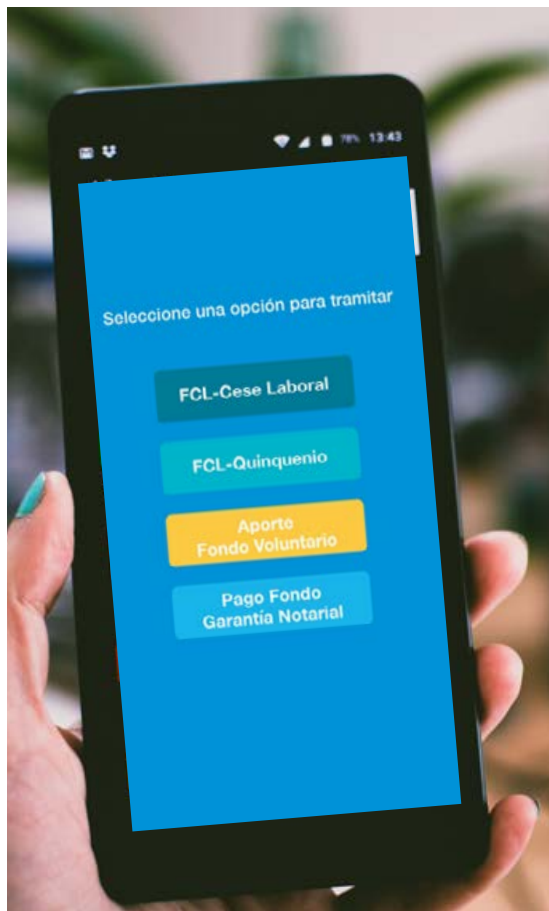 78% 13:43
Seleccione una opción para tramitar
FCL-Cese Laboral
FCL-Quinquenio
Aporte
Fondo Voluntario
Pago Fondo
Garantía Notarial